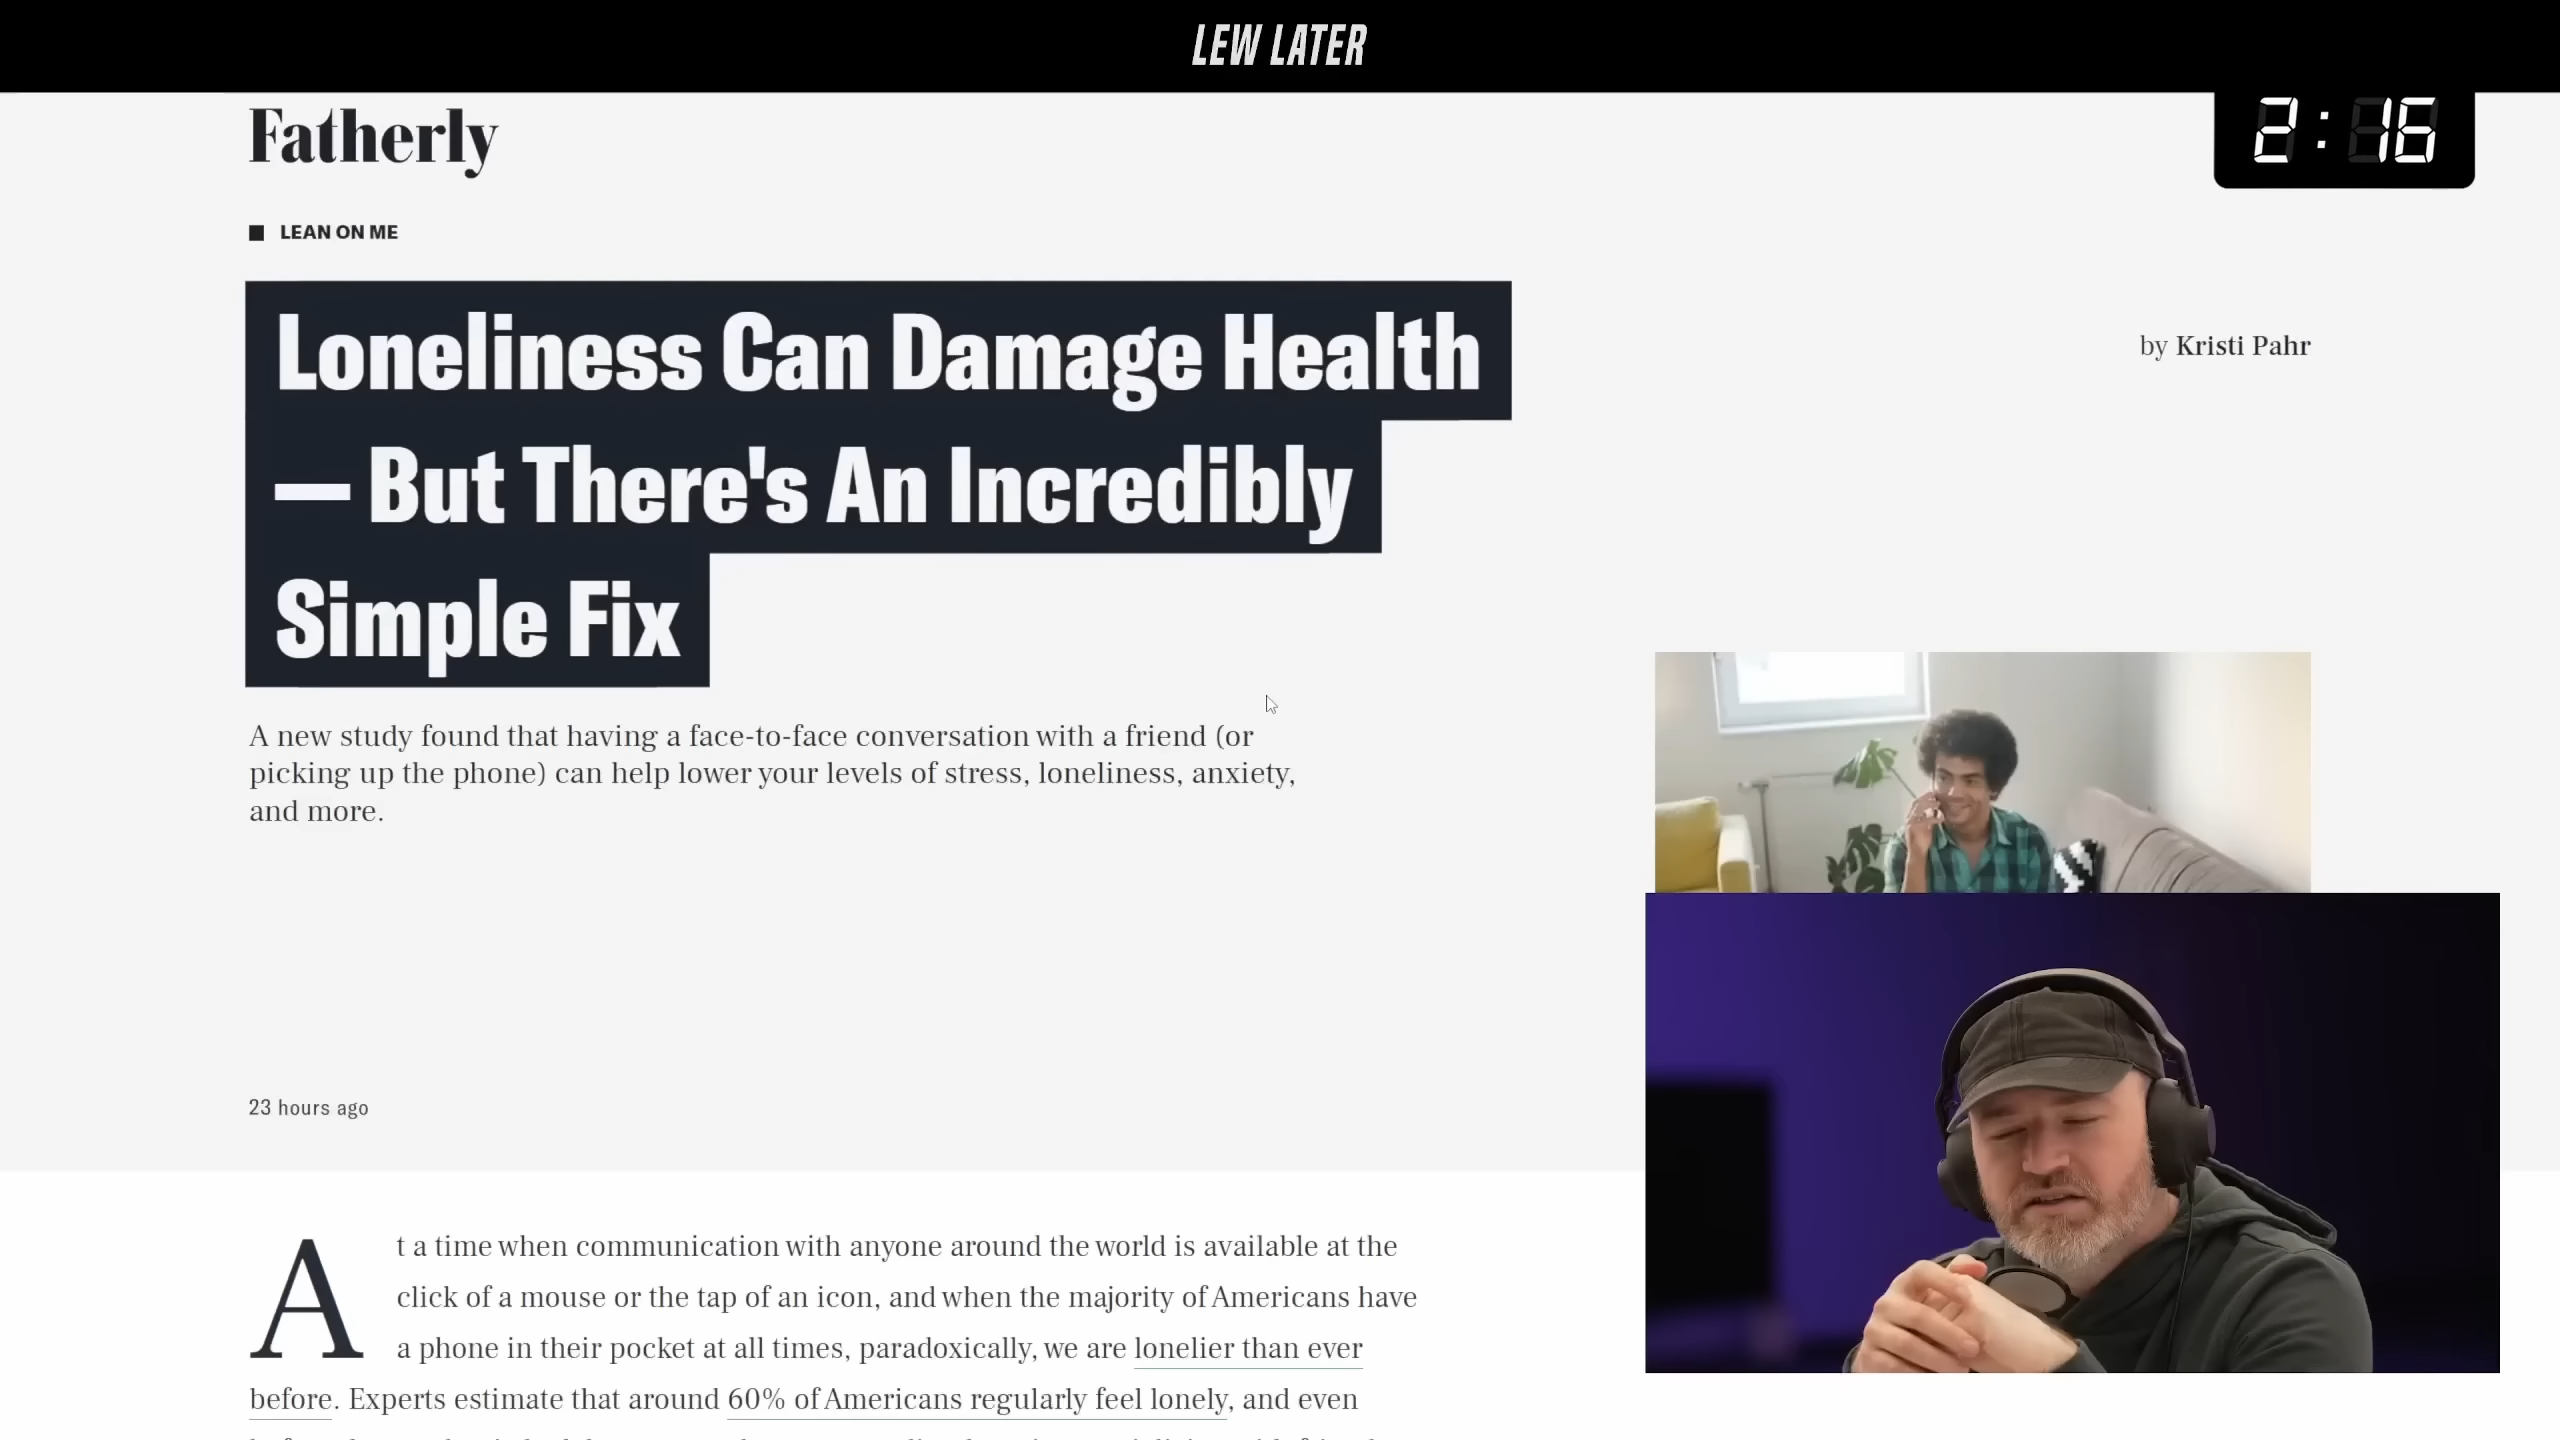 LEW LATER
Fatherly
2:16
LEAN ON ME
Loneliness Can Damage Health
— But There's An Incredibly
Simple Fix
by Kristi Pahr
A new study found that having a face-to-face conversation with a friend (or
picking up the phone) can help lower your levels of stress, loneliness, anxiety,
and more.
23 hours ago
At a time when communication with anyone around the world is available at the
click of a mouse or the tap of an icon, and when the majority of Americans have
a phone in their pocket at all times, paradoxically, we are lonelier than ever
before. Experts estimate that around 60% of Americans regularly feel lonely, and even